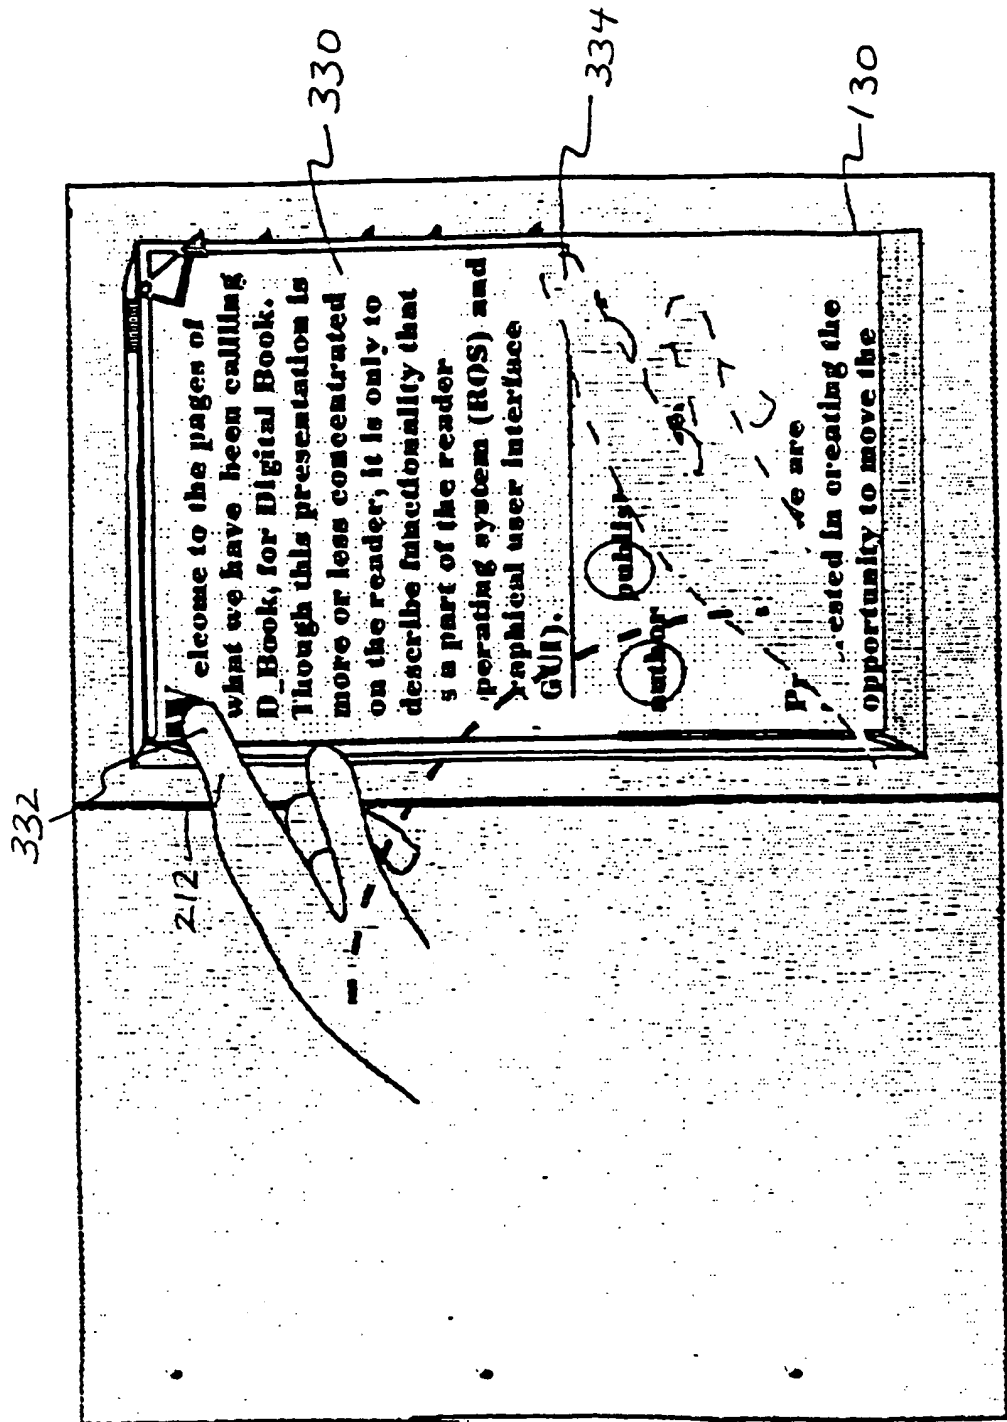 332
212
330
334
130
elcome to the pages of
what we have been calling
D_Book, for Digital Book.
Though this presentation is
more or less concentrated
on the reader, it is only to
describe functionality that
s a part of the reader
perating system (ROS) and
raphical user interface
GUI).
author publis
We are
ested in creating the
opportunity to move the